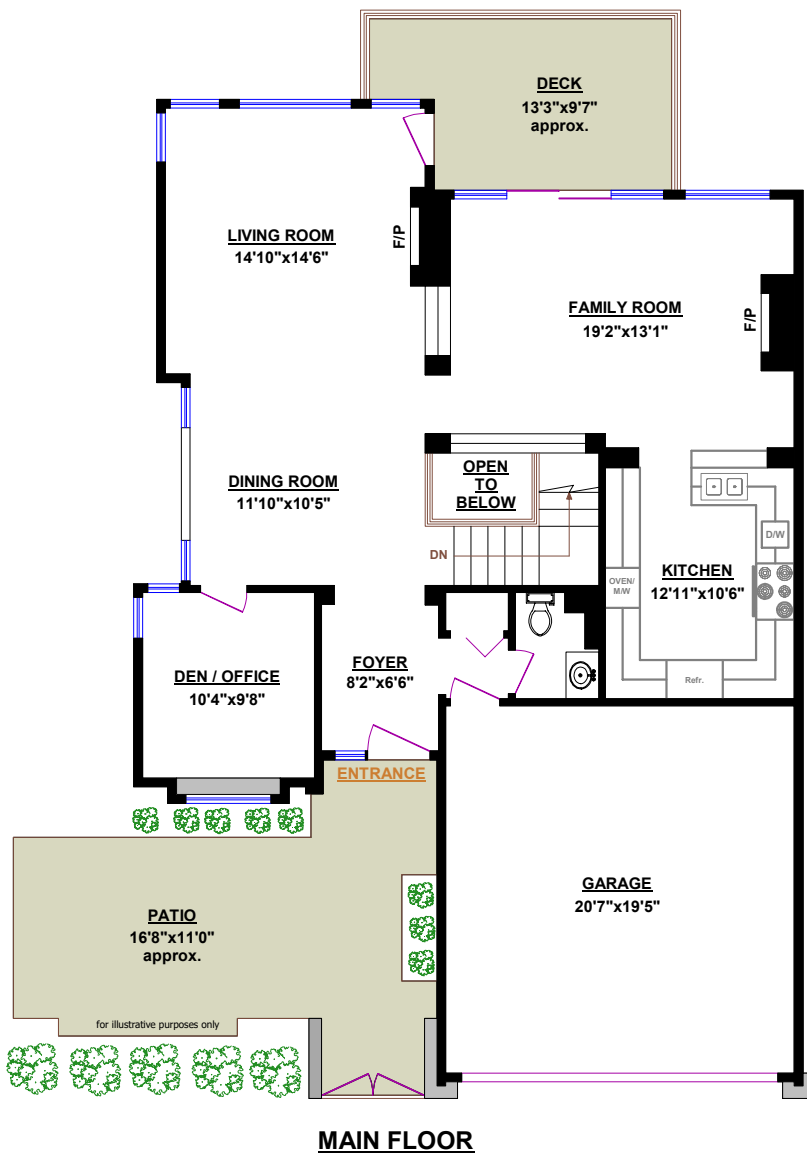 DECK
13'3"x9'7"
approx.
LIVING ROOM
14'10"x14'6"
F/P
FAMILY ROOM
19'2"x13'1"
F/P
DINING ROOM
11'10"x10'5"
OPEN
TO
BELOW
DN
D/W
KITCHEN
12'11"x10'6"
OVEN/
M/W
Refr.
DEN / OFFICE
10'4"x9'8"
FOYER
8'2"x6'6"
ENTRANCE
GARAGE
20'7"x19'5"
PATIO
16'8"x11'0"
approx.
for illustrative purposes only
MAIN FLOOR